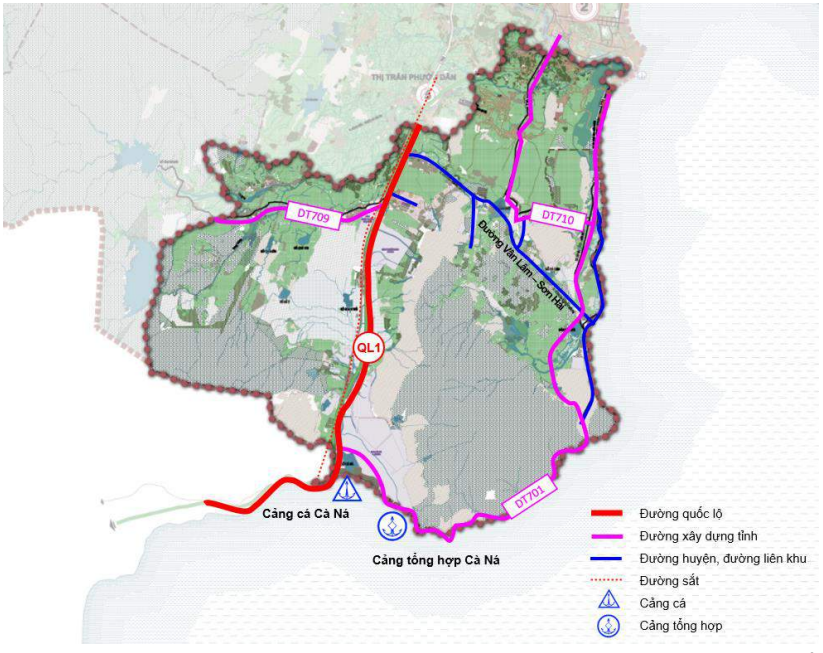 2
THỊ TRẤN PHƯỚC DÂN
DT709
DT710
Đường Văn Lâm - Sơn Hải
QL1
DT701
Cảng cá Cà Ná
Cảng tổng hợp Cà Ná
Đường quốc lộ
Đường xây dựng tỉnh
Đường huyện, đường liên khu
Đường sắt
Cảng cá
Cảng tổng hợp